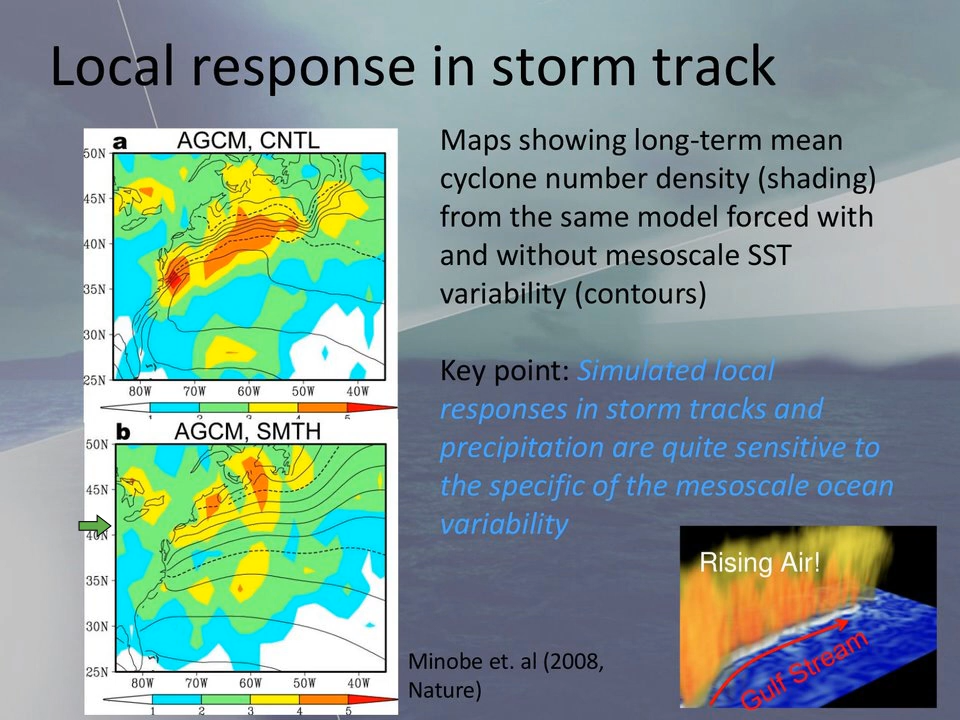 Local response in storm track
a AGCM, CNTL
50N
45N
40N
35N
30N
25N
80W 70W 60W 50W 40W
1 2 3 4 5
b AGCM, SMTH
50N
45N
40N
35N
30N
25N
80W 70W 60W 50W 40W
1 2 3 4 5
Maps showing long-term mean
cyclone number density (shading)
from the same model forced with
and without mesoscale SST
variability (contours)
Key point: Simulated local
responses in storm tracks and
precipitation are quite sensitive to
the specific of the mesoscale ocean
variability
Rising Air!
Gulf Stream
Minobe et. al (2008,
Nature)